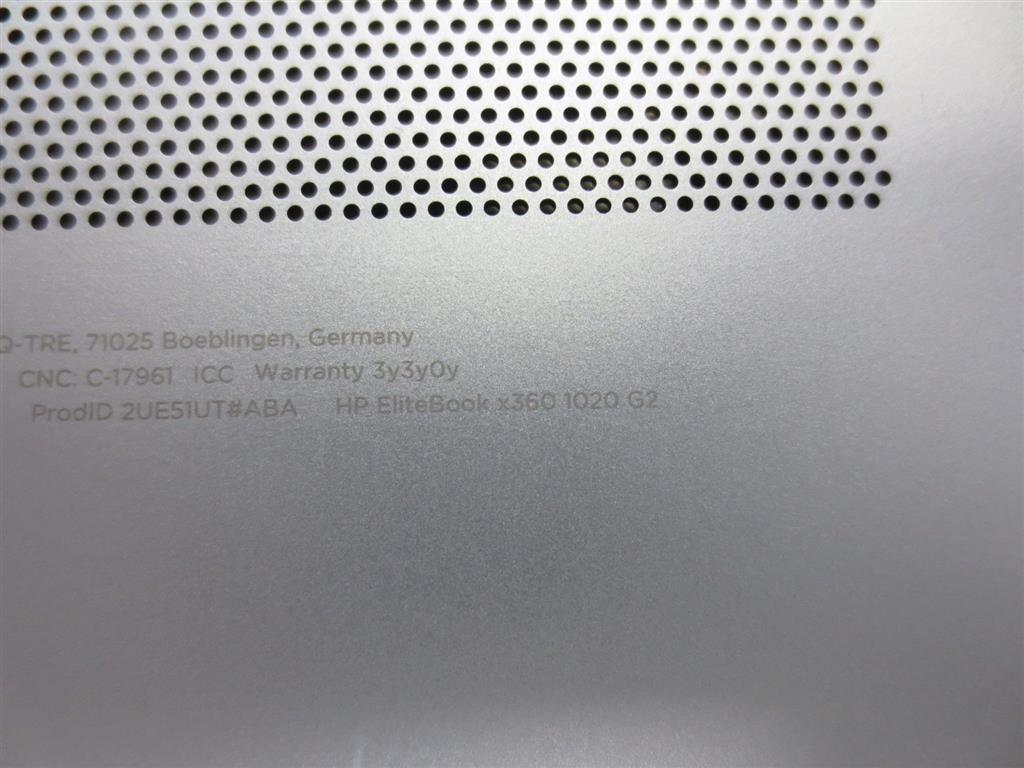 Q-TRE, 71025 Boeblingen, Germany
CNC: C-17961 ICC Warranty 3y3y0y
ProdID 2UE51UT#ABA HP EliteBook x360 1020 G2